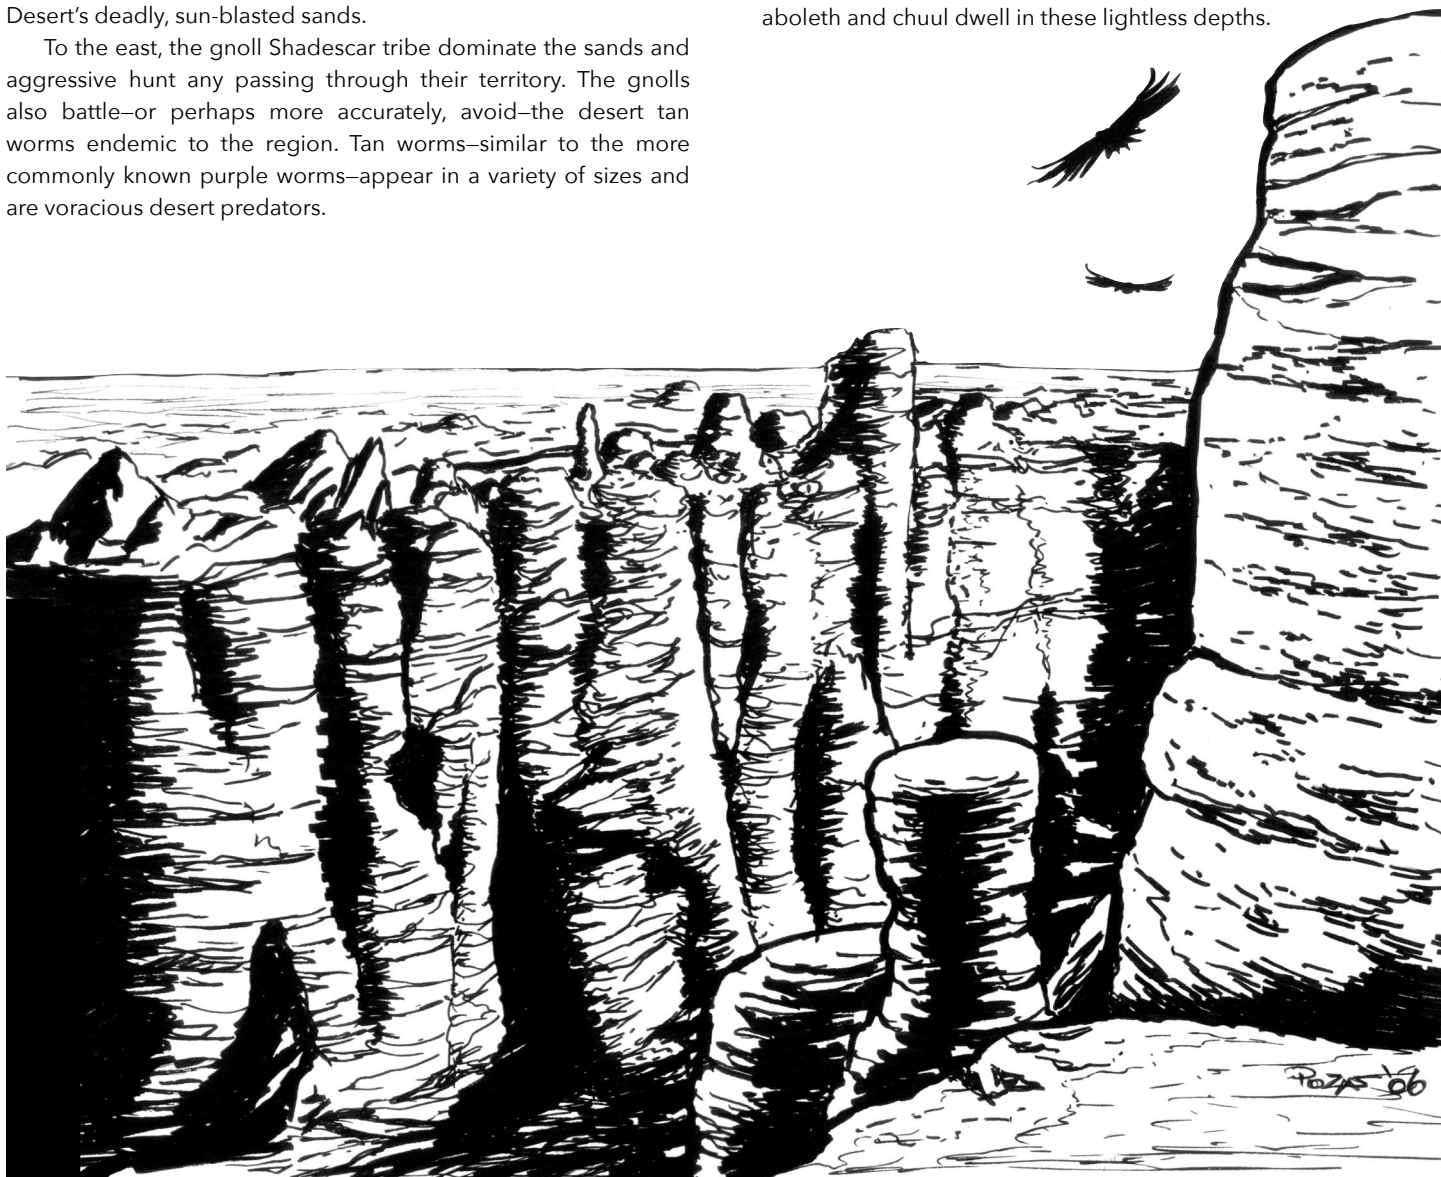 Desert’s deadly, sun-blasted sands.
To the east, the gnoll Shadescar tribe dominate the sands and
aggressive hunt any passing through their territory. The gnolls
also battle—or perhaps more accurately, avoid—the desert tan
worms endemic to the region. Tan worms—similar to the more
commonly known purple worms—appear in a variety of sizes and
are voracious desert predators.
aboleth and chuul dwell in these lightless depths.
'06